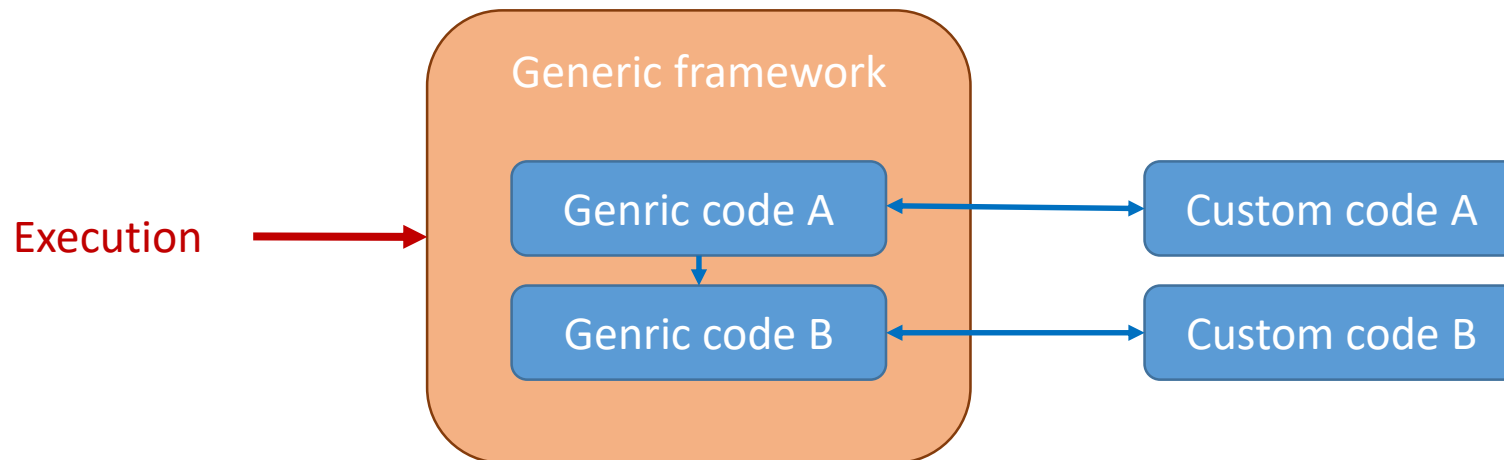 Generic framework
Genric code A
Custom code A
Execution
Genric code B
Custom code B